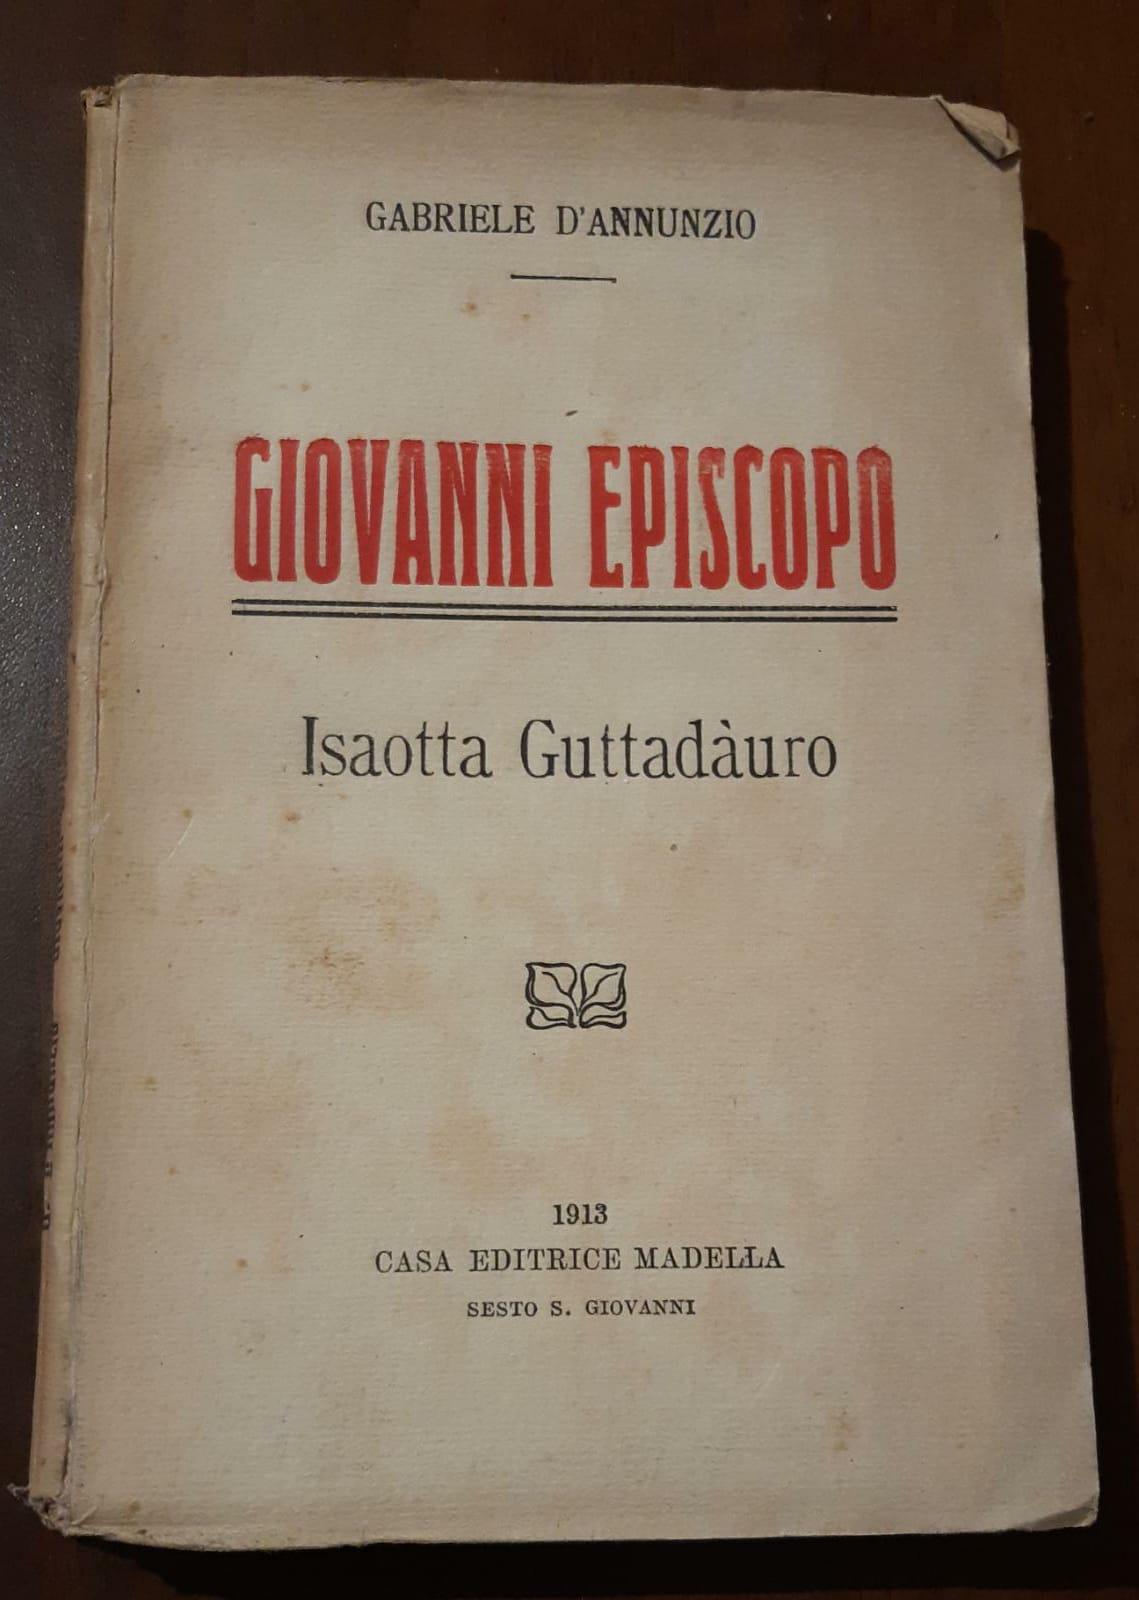 GABRIELE D'ANNUNZIO
GIOVANNI EPISCOPO
Isaotta Guttadàuro
1913
CASA EDITRICE MADELLA
SESTO S. GIOVANNI